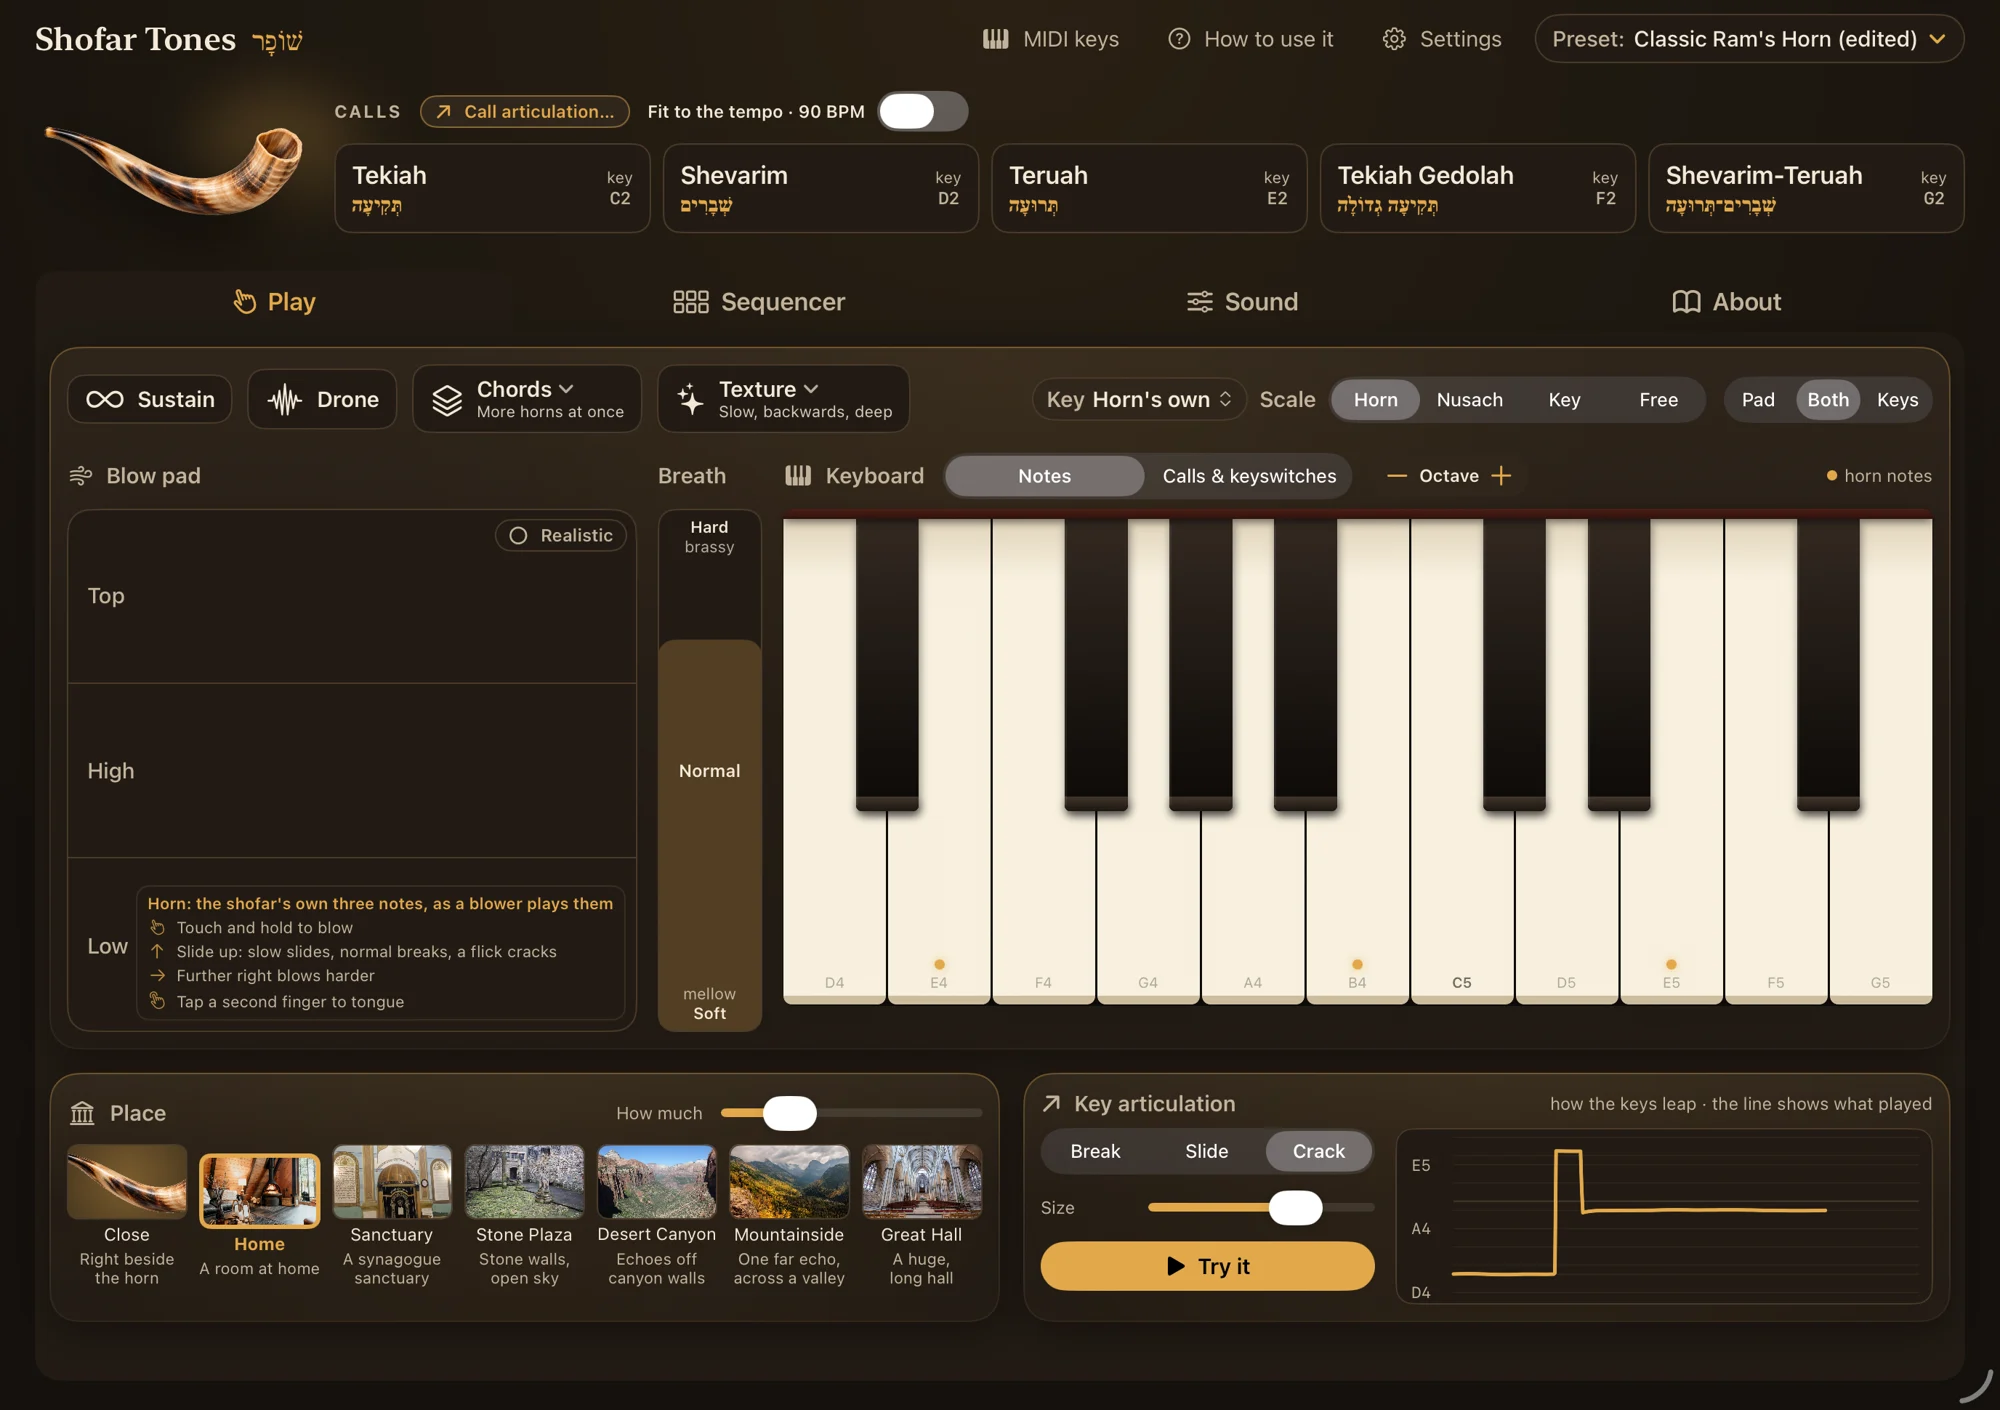 Shofar Tones שׁוֹפָר
MIDI keys
How to use it
Settings
Preset: Classic Ram's Horn (edited)
CALLS
Call articulation...
Fit to the tempo · 90 BPM
Tekiah
תְּקִיעָה
key
C2
Shevarim
שְׁבָרִים
key
D2
Teruah
תְּרוּעָה
key
E2
Tekiah Gedolah
תְּקִיעָה גְדוֹלָה
key
F2
Shevarim-Teruah
שְׁבָרִים־תְּרוּעָה
key
G2
Play
Sequencer
Sound
About
Sustain
Drone
Chords
More horns at once
Texture
Slow, backwards, deep
Key Horn's own
Scale
Horn
Nusach
Key
Free
Pad
Both
Keys
Blow pad
Breath
Keyboard
Notes
Calls & keyswitches
Octave
horn notes
Realistic
Top
High
Low
Horn: the shofar's own three notes, as a blower plays them
Touch and hold to blow
Slide up: slow slides, normal breaks, a flick cracks
Further right blows harder
Tap a second finger to tongue
Hard
brassy
Normal
mellow
Soft
D4
E4
F4
G4
A4
B4
C5
D5
E5
F5
G5
Place
How much
Close
Right beside
the horn
Home
A room at home
Sanctuary
A synagogue
sanctuary
Stone Plaza
Stone walls,
open sky
Desert Canyon
Echoes off
canyon walls
Mountainside
One far echo,
across a valley
Great Hall
A huge,
long hall
Key articulation
how the keys leap · the line shows what played
Break
Slide
Crack
Size
Try it
E5
A4
D4